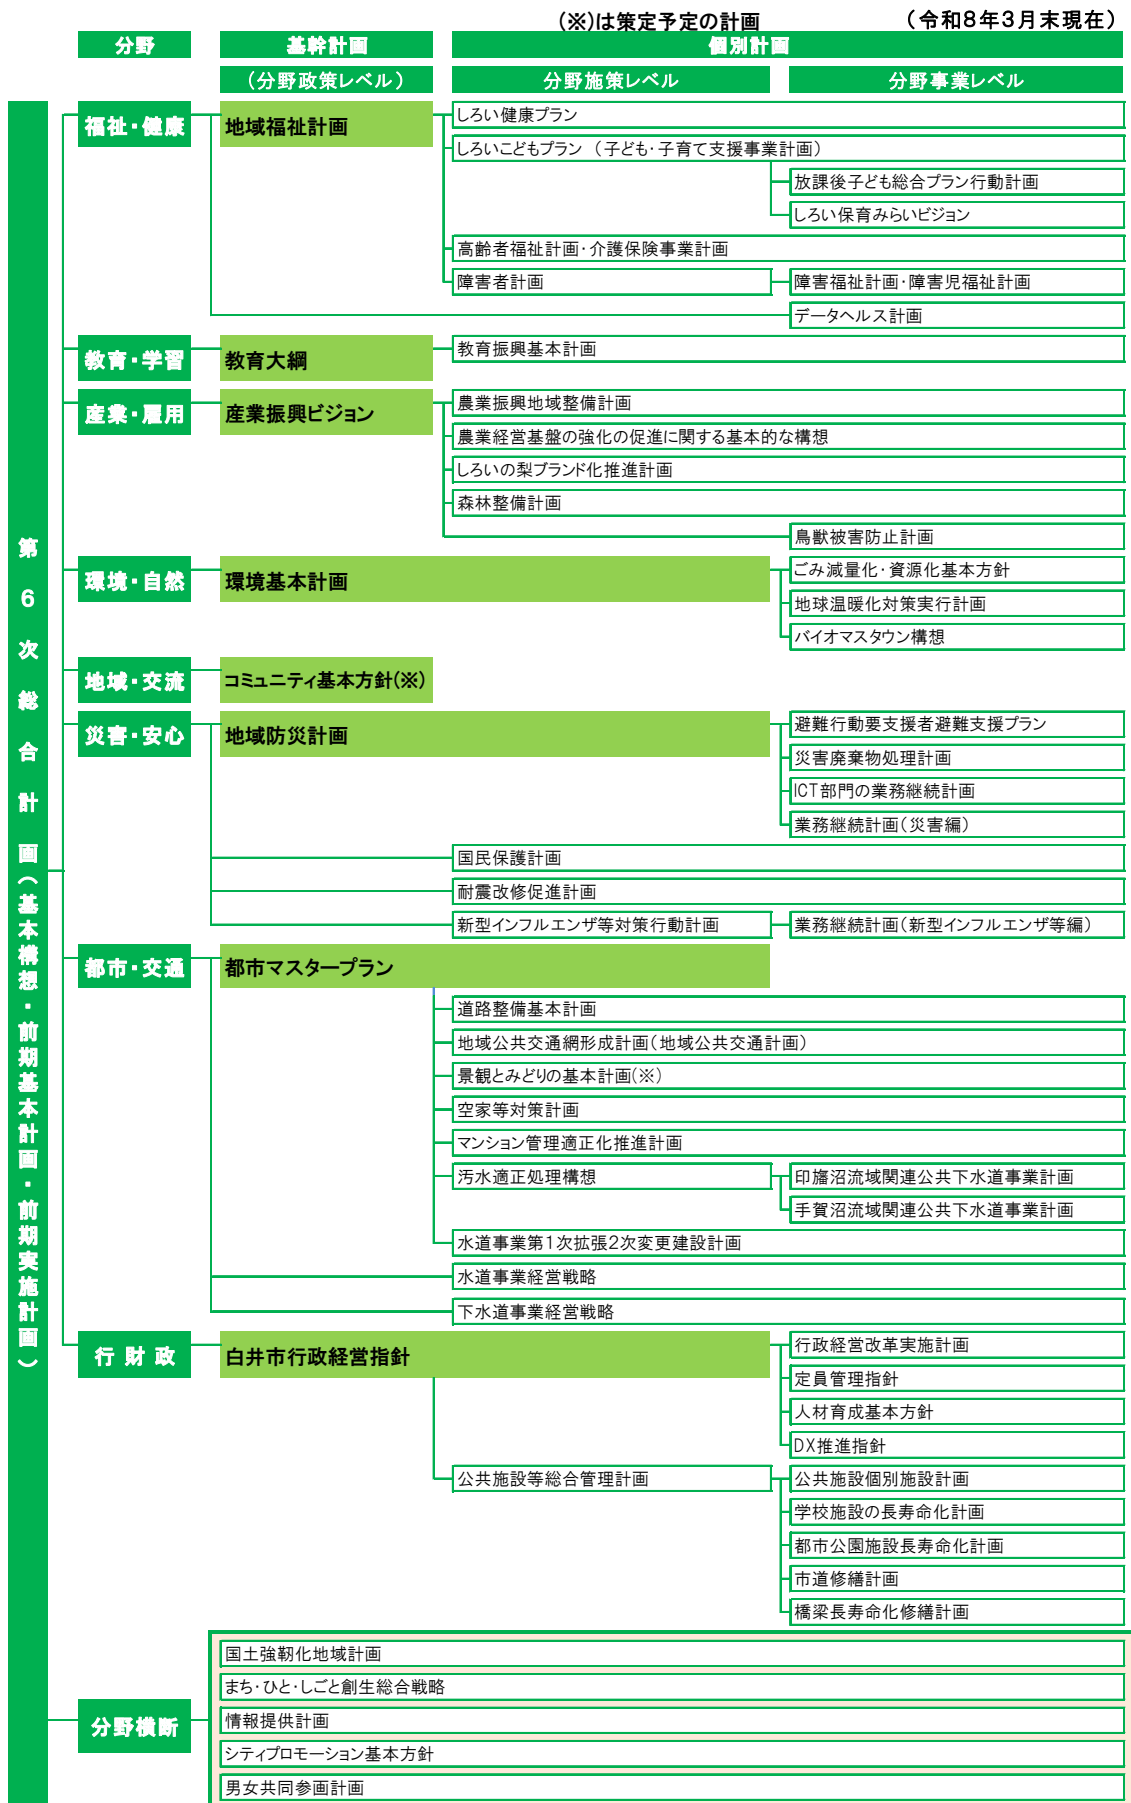 (※)は策定予定の計画
（令和8年3月末現在）
分野
基幹計画
個別計画
（分野政策レベル）
分野施策レベル
分野事業レベル
第6次総合計画（基本構想・前期基本計画・前期実施計画）
福祉・健康
地域福祉計画
しろい健康プラン
しろいこどもプラン （子ども・子育て支援事業計画）
放課後子ども総合プラン行動計画
しろい保育みらいビジョン
高齢者福祉計画・介護保険事業計画
障害者計画
障害福祉計画・障害児福祉計画
データヘルス計画
教育・学習
教育大綱
教育振興基本計画
産業・雇用
産業振興ビジョン
農業振興地域整備計画
農業経営基盤の強化の促進に関する基本的な構想
しろいの梨ブランド化推進計画
森林整備計画
鳥獣被害防止計画
環境・自然
環境基本計画
ごみ減量化・資源化基本方針
地球温暖化対策実行計画
バイオマスタウン構想
地域・交流
コミュニティ基本方針(※)
災害・安心
地域防災計画
避難行動要支援者避難支援プラン
災害廃棄物処理計画
ICT部門の業務継続計画
業務継続計画（災害編）
国民保護計画
耐震改修促進計画
新型インフルエンザ等対策行動計画
業務継続計画（新型インフルエンザ等編）
都市・交通
都市マスタープラン
道路整備基本計画
地域公共交通網形成計画（地域公共交通計画）
景観とみどりの基本計画(※)
空家等対策計画
マンション管理適正化推進計画
汚水適正処理構想
印旛沼流域関連公共下水道事業計画
手賀沼流域関連公共下水道事業計画
水道事業第1次拡張2次変更建設計画
水道事業経営戦略
下水道事業経営戦略
行財政
白井市行政経営指針
行政経営改革実施計画
定員管理指針
人材育成基本方針
DX推進指針
公共施設等総合管理計画
公共施設個別施設計画
学校施設の長寿命化計画
都市公園施設長寿命化計画
市道修繕計画
橋梁長寿命化修繕計画
分野横断
国土強靭化地域計画
まち・ひと・しごと創生総合戦略
情報提供計画
シティプロモーション基本方針
男女共同参画計画